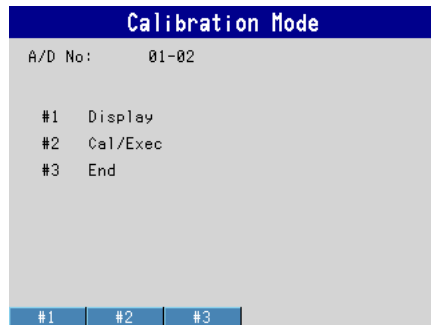 Calibration Mode
A/D No: 01-02
#1 Display
#2 Cal/Exec
#3 End
#1 #2 #3